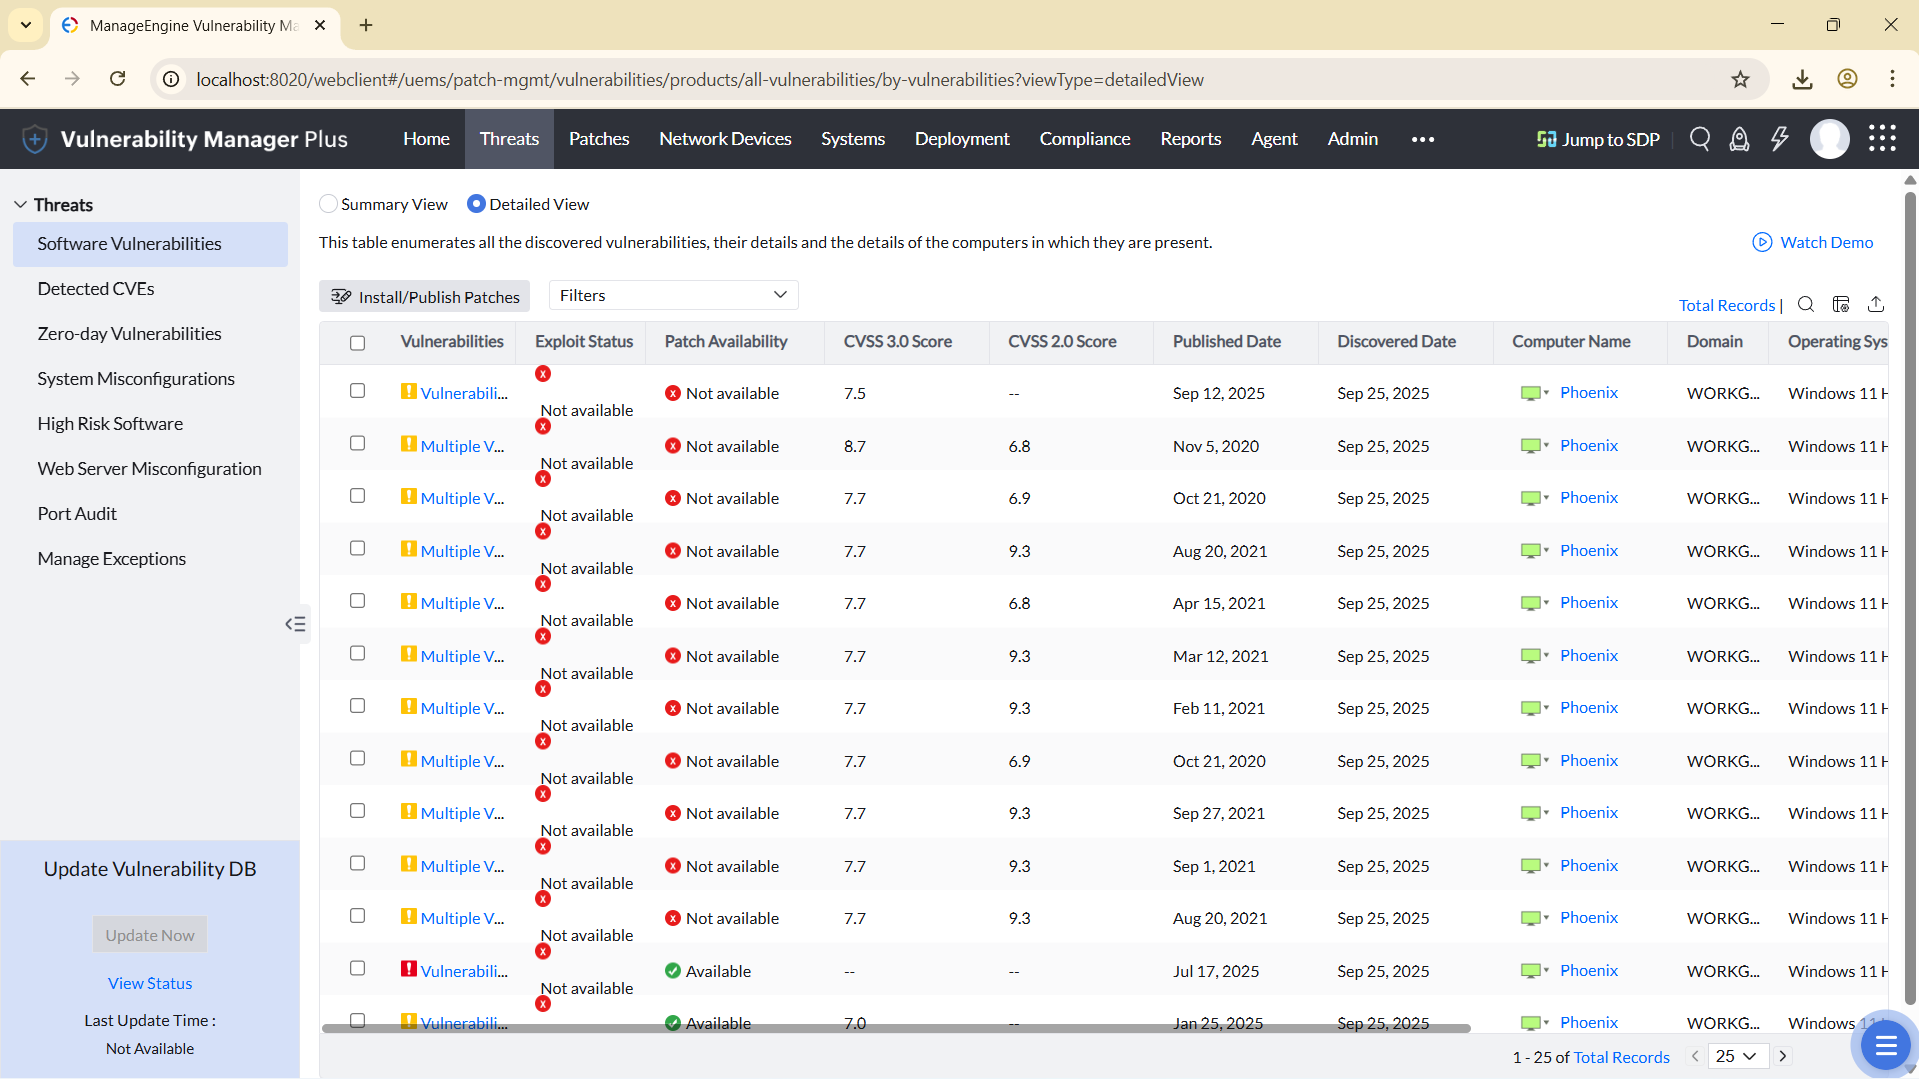 ManageEngine Vulnerability Ma
localhost:8020/webclient#/uems/patch-mgmt/vulnerabilities/products/all-vulnerabilities/by-vulnerabilities?viewType=detailedView
Vulnerability Manager Plus Home Threats Patches Network Devices Systems Deployment Compliance Reports Agent Admin ••• Jump to SDP
Threats
Software Vulnerabilities
Detected CVEs
Zero-day Vulnerabilities
System Misconfigurations
High Risk Software
Web Server Misconfiguration
Port Audit
Manage Exceptions
Update Vulnerability DB
Update Now
View Status
Last Update Time :
Not Available
Summary View Detailed View
This table enumerates all the discovered vulnerabilities, their details and the details of the computers in which they are present.
Watch Demo
Install/Publish Patches Filters
Total Records |
Vulnerabilities Exploit Status Patch Availability CVSS 3.0 Score CVSS 2.0 Score Published Date Discovered Date Computer Name Domain Operating Sys
Vulnerabili... Not available Not available 7.5 -- Sep 12, 2025 Sep 25, 2025 Phoenix WORKG... Windows 11 H
Multiple V... Not available Not available 8.7 6.8 Nov 5, 2020 Sep 25, 2025 Phoenix WORKG... Windows 11 H
Multiple V... Not available Not available 7.7 6.9 Oct 21, 2020 Sep 25, 2025 Phoenix WORKG... Windows 11 H
Multiple V... Not available Not available 7.7 9.3 Aug 20, 2021 Sep 25, 2025 Phoenix WORKG... Windows 11 H
Multiple V... Not available Not available 7.7 6.8 Apr 15, 2021 Sep 25, 2025 Phoenix WORKG... Windows 11 H
Multiple V... Not available Not available 7.7 9.3 Mar 12, 2021 Sep 25, 2025 Phoenix WORKG... Windows 11 H
Multiple V... Not available Not available 7.7 9.3 Feb 11, 2021 Sep 25, 2025 Phoenix WORKG... Windows 11 H
Multiple V... Not available Not available 7.7 6.9 Oct 21, 2020 Sep 25, 2025 Phoenix WORKG... Windows 11 H
Multiple V... Not available Not available 7.7 9.3 Sep 27, 2021 Sep 25, 2025 Phoenix WORKG... Windows 11 H
Multiple V... Not available Not available 7.7 9.3 Sep 1, 2021 Sep 25, 2025 Phoenix WORKG... Windows 11 H
Multiple V... Not available Not available 7.7 9.3 Aug 20, 2021 Sep 25, 2025 Phoenix WORKG... Windows 11 H
Vulnerabili... Not available Available -- -- Jul 17, 2025 Sep 25, 2025 Phoenix WORKG... Windows 11 H
Vulnerabili... Available 7.0 -- Jan 25, 2025 Sep 25, 2025 Phoenix WORKG... Windows 11 H
1 - 25 of Total Records 25